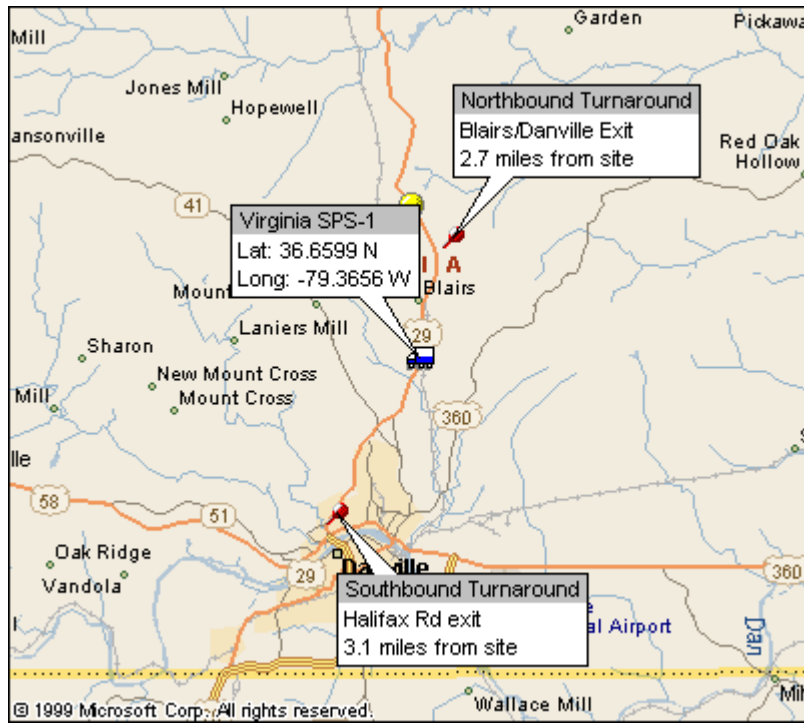 Mill
Garden
Pickawa
Jones Mill
Hopewell
Northbound Turnaround
Blairs/Danville Exit
2.7 miles from site
ansonville
Red Oak
Hollow
41
Virginia SPS-1
Lat: 36.6599 N
Long: -79.3656 W
I A
Mount
Blairs
Laniers Mill
29
Sharon
New Mount Cross
Mount Cross
Mill
360
S
lle
58
51
Oak Ridge
Vandola
29
Danville
360
Southbound Turnaround
Halifax Rd exit
3.1 miles from site
e
al Airport
Dan
l
Wallace Mill
Mil
© 1999 Microsoft Corp. All rights reserved.